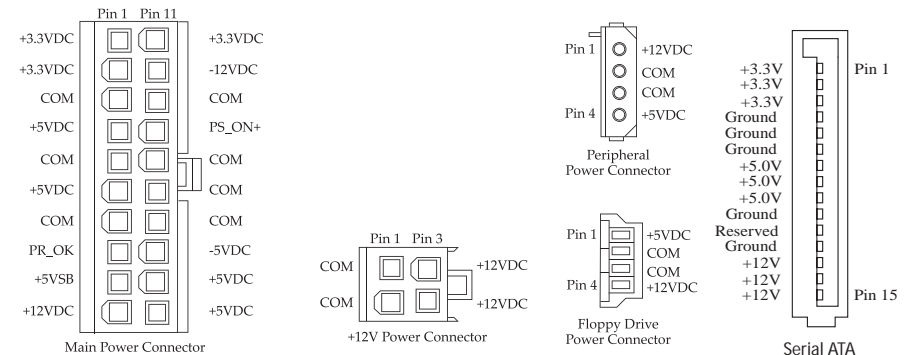 Pin 1 Pin 11
+3.3VDC +3.3VDC
+3.3VDC -12VDC
COM COM
+5VDC PS_ON+
COM COM
+5VDC COM
COM COM
PR_OK -5VDC
+5VSB +5VDC
+12VDC +5VDC
Main Power Connector
Pin 1 Pin 3
COM +12VDC
COM +12VDC
+12V Power Connector
Pin 1 +12VDC
COM
COM
Pin 4 +5VDC
Peripheral
Power Connector
Pin 1 +5VDC
COM
COM
Pin 4 +12VDC
Floppy Drive
Power Connector
+3.3V Pin 1
+3.3V
+3.3V
Ground
Ground
Ground
+5.0V
+5.0V
+5.0V
Ground
Reserved
Ground
+12V
+12V
+12V Pin 15
Serial ATA